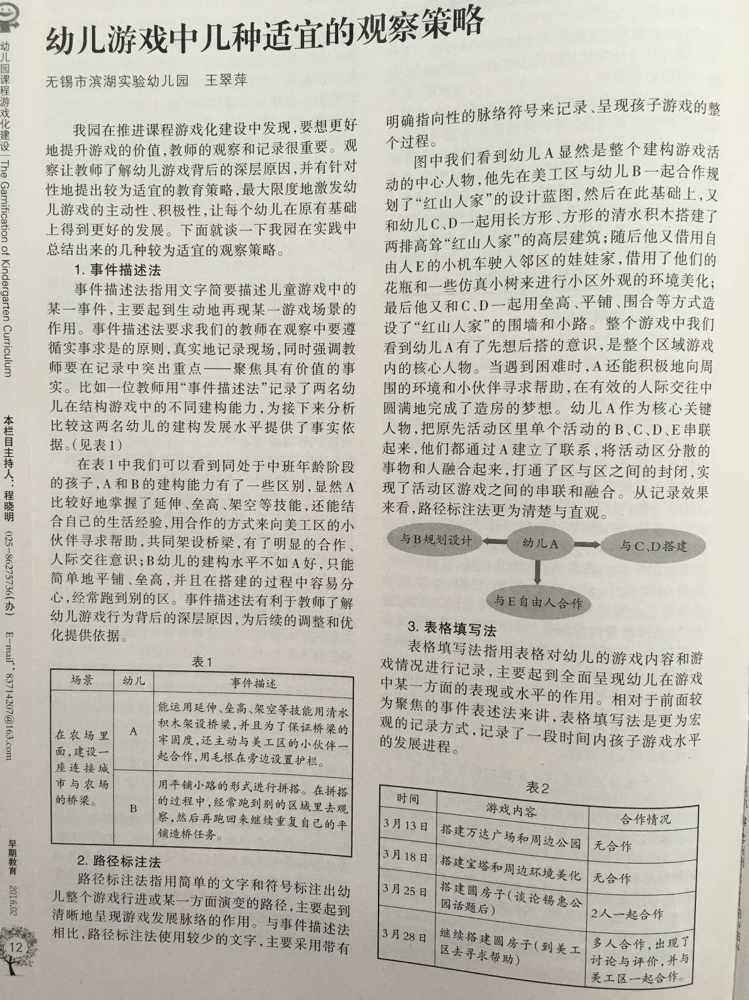 幼儿游戏中几种适宜的观察策略
无锡市滨湖实验幼儿园　王翠萍
我园在推进课程游戏化建设中发现,要想更好
地提升游戏的价值,教师的观察和记录很重要。观
察让教师了解幼儿游戏背后的深层原因,并有针对
性地提出较为适宜的教育策略,最大限度地激发幼
儿游戏的主动性、积极性,让每个幼儿在原有基础
上得到更好的发展。下面就谈一下我园在实践中
总结出来的几种较为适宜的观察策略。
1. 事件描述法
事件描述法指用文字简要描述儿童游戏中的
某一事件,主要起到生动地再现某一游戏场景的
作用。事件描述法要求我们的教师在观察中要遵
循实事求是的原则,真实地记录现场,同时强调教
师要在记录中突出重点——聚焦具有价值的事
实。比如一位教师用“事件描述法”记录了两名幼
儿在结构游戏中的不同建构能力,为接下来分析
比较这两名幼儿的建构发展水平提供了事实依
据。(见表1)
在表1中我们可以看到同处于中班年龄阶段
的孩子,A和B的建构能力有了一些区别,显然A
比较好地掌握了延伸、垒高、架空等技能,还能结
合自己的生活经验,用合作的方式来向美工区的小
伙伴寻求帮助,共同架设桥梁,有了明显的合作、
人际交往意识;B幼儿的建构水平不如A好,只能
简单地平铺、垒高,并且在搭建的过程中容易分
心,经常跑到别的区。事件描述法有利于教师了解
幼儿游戏行为背后的深层原因,为后续的调整和优
化提供依据。
表1
场景 幼儿 事件描述
在农场里
面,建设一
座连接城
市与农场
的桥梁。
A
能运用延伸、垒高、架空等技能用清水
积木架设桥梁,并且为了保证桥梁的
牢固度,还主动与美工区的小伙伴一
起合作,用毛根在旁边设置护栏。
B
用平铺小路的形式进行拼搭。在拼搭
的过程中,经常跑到别的区域里去观
察,然后再跑回来继续重复自己的平
铺造桥任务。
2. 路径标注法
路径标注法指用简单的文字和符号标注出幼
儿整个游戏行进或某一方面演变的路径,主要起到
清晰地呈现游戏发展脉络的作用。与事件描述法
相比,路径标注法使用较少的文字,主要采用带有
明确指向性的脉络符号来记录、呈现孩子游戏的整
个过程。
图中我们看到幼儿A显然是整个建构游戏活
动的中心人物,他先在美工区与幼儿B一起合作规
划了“红山人家”的设计蓝图,然后在此基础上,又
和幼儿C、D一起用长方形、方形的清水积木搭建了
两排高耸“红山人家”的高层建筑;随后他又借用自
由人E的小机车驶入邻区的娃娃家,借用了他们的
花瓶和一些仿真小树来进行小区外观的环境美化;
最后他又和C、D一起用垒高、平铺、围合等方式造
设了“红山人家”的围墙和小路。整个游戏中我们
看到幼儿A有了先想后搭的意识,是整个区域游戏
内的核心人物。当遇到困难时,A还能积极地向周
围的环境和小伙伴寻求帮助,在有效的人际交往中
圆满地完成了造房的梦想。幼儿A作为核心关键
人物,把原先活动区里单个活动的B、C、D、E串联
起来,他们都通过A建立了联系,将活动区分散的
事物和人融合起来,打通了区与区之间的封闭,实
现了活动区游戏之间的串联和融合。从记录效果
来看,路径标注法更为清楚与直观。
与B规划设计 幼儿A 与C、D搭建
与E自由人合作
3. 表格填写法
表格填写法指用表格对幼儿的游戏内容和游
戏情况进行记录,主要起到全面呈现幼儿在游戏
中某一方面的表现或水平的作用。相对于前面较
为聚焦的事件表述法来讲,表格填写法是更为宏
观的记录方式,记录了一段时间内孩子游戏水平
的发展进程。
表2
时间 游戏内容 合作情况
3月13日 搭建万达广场和周边公园 无合作
3月18日 搭建宝塔和周边环境美化 无合作
3月25日 搭建圆房子(谈论锡惠公
园话题后) 2人一起合作
3月28日 继续搭建圆房子(到美工
区去寻求帮助)
多人合作,出现了
讨论与评价,并与
美工区一起合作。
幼儿园课程游戏化建设 | The Gamification of Kindergarten Curriculum
本栏目主持人：程晓明　025-86275736(办)　E-mail：83714207@163.com
早期教育　2016.02
12